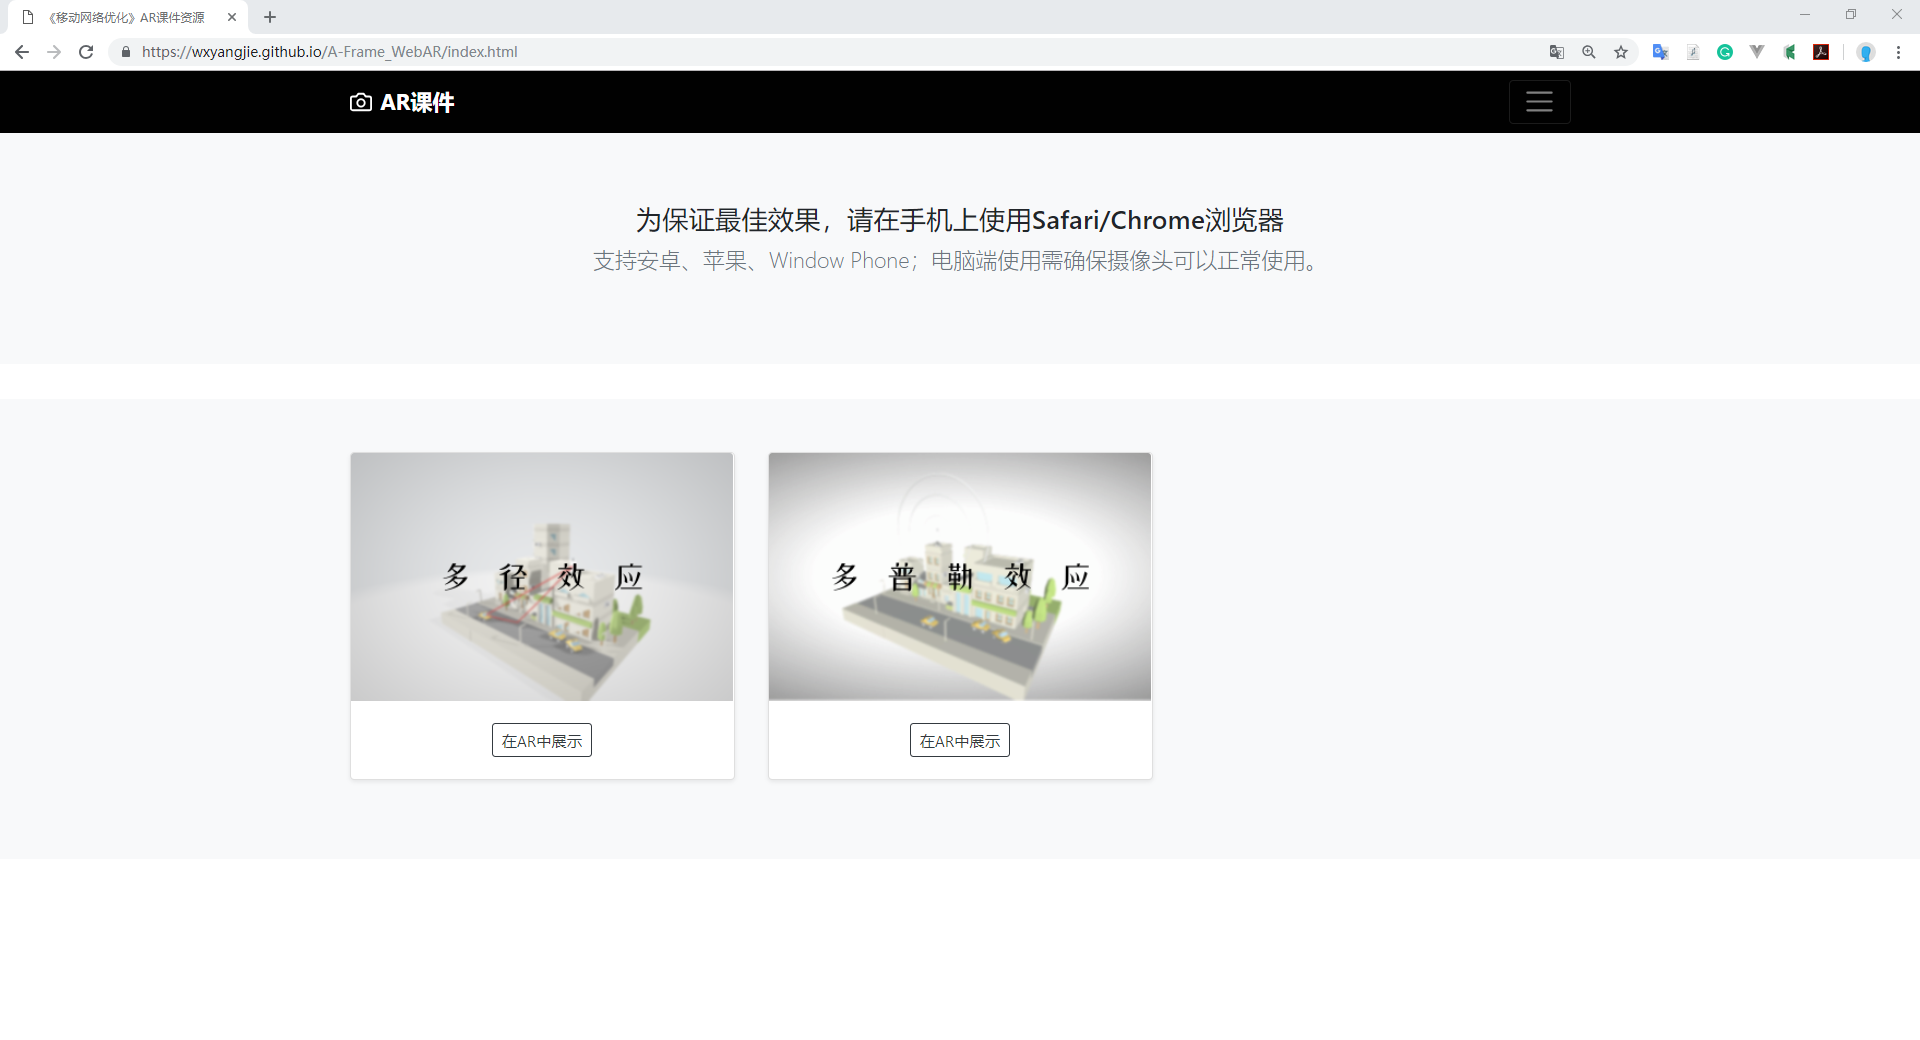 《移动网络优化》AR课件资源
https://wxyangjie.github.io/A-Frame_WebAR/index.html
AR课件
为保证最佳效果，请在手机上使用Safari/Chrome浏览器
支持安卓、苹果、Window Phone；电脑端使用需确保摄像头可以正常使用。
多径效应
多普勒效应
在AR中展示
在AR中展示